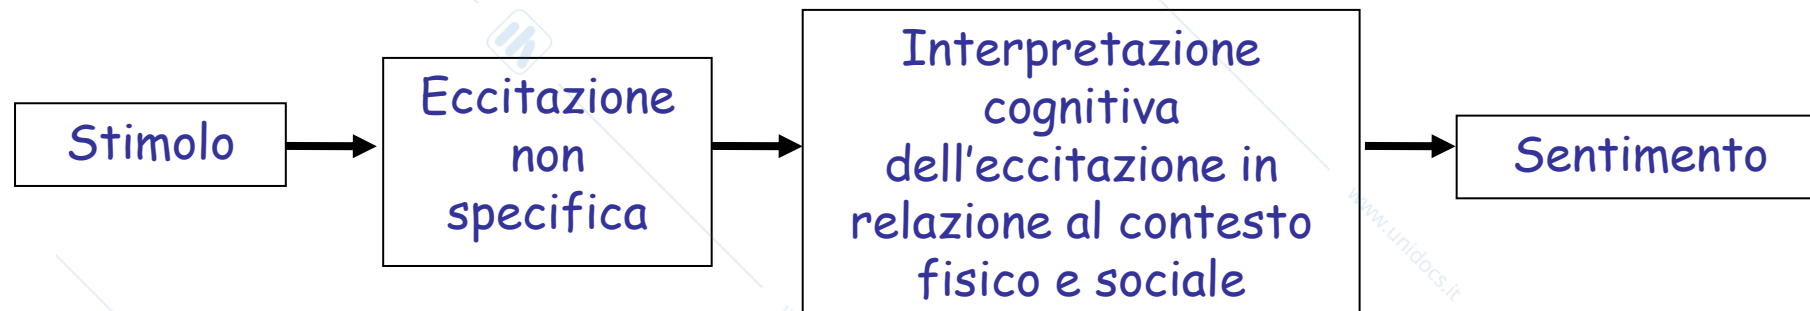 Stimolo
Eccitazione
non
specifica
Interpretazione
cognitiva
dell'eccitazione in
relazione al contesto
fisico e sociale
Sentimento
www.unidocs.it